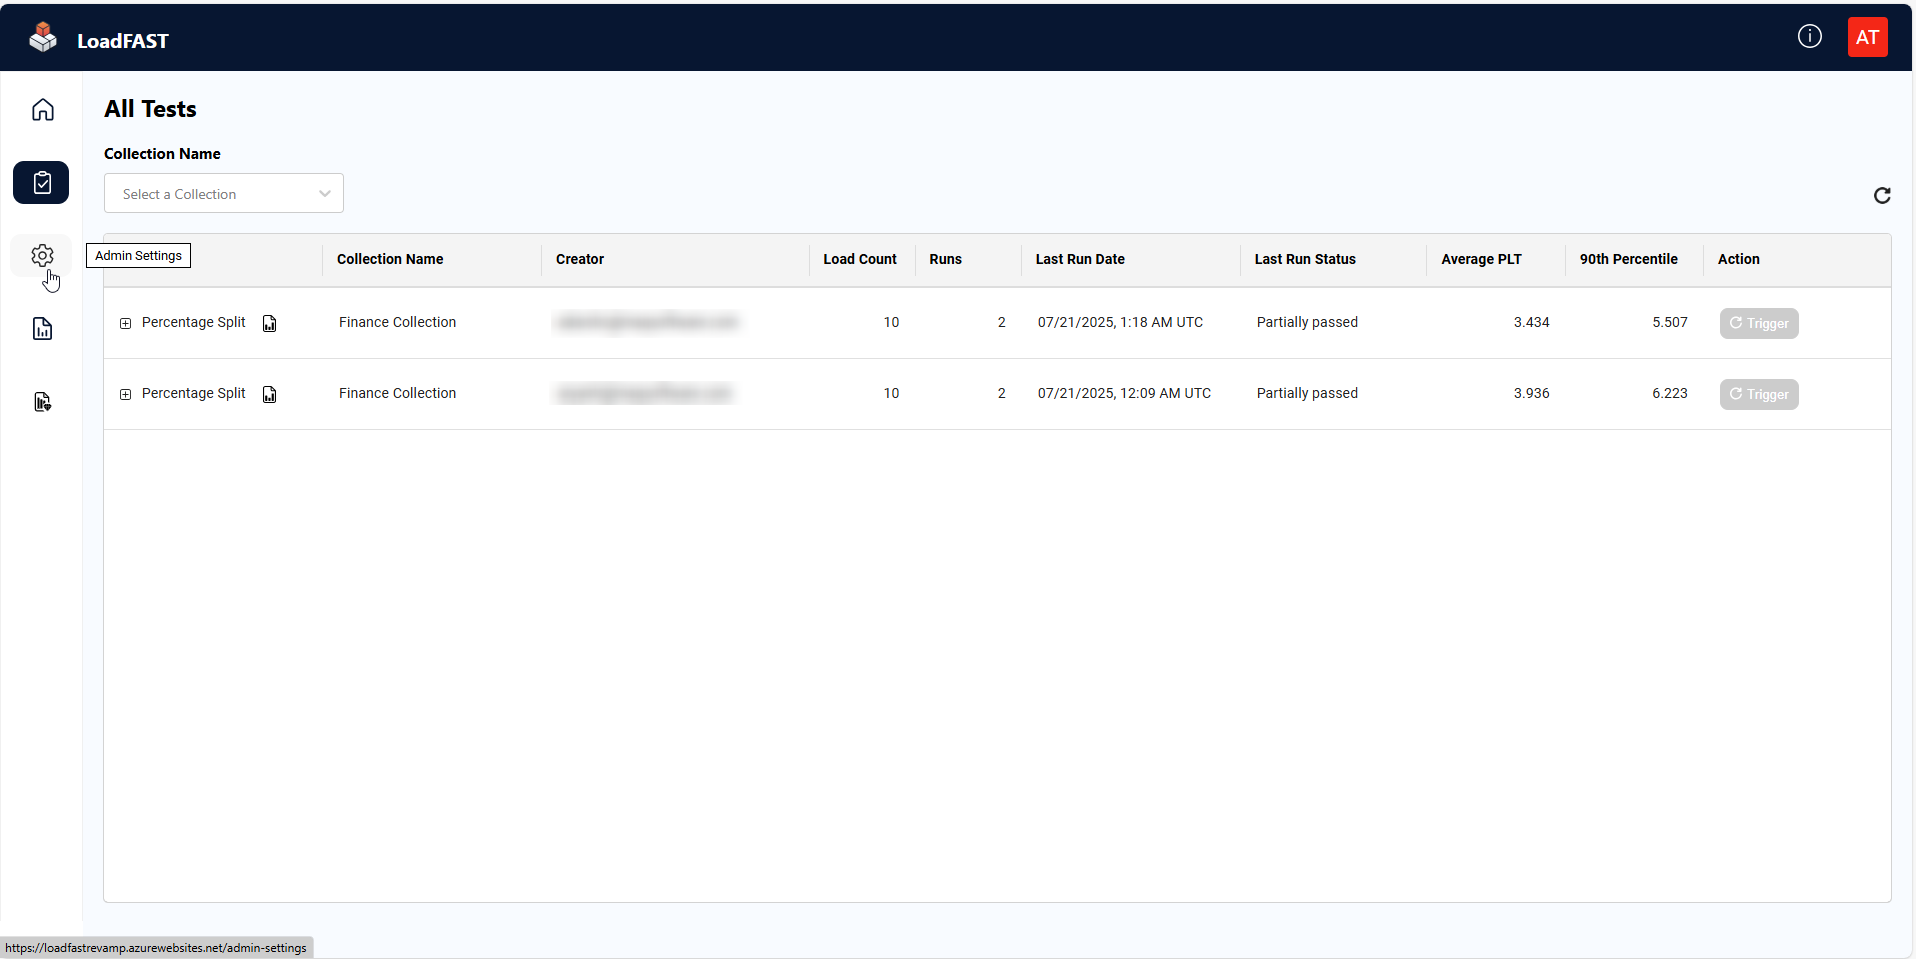 LoadFAST
AT
All Tests
Collection Name
Select a Collection
Admin Settings
Collection Name Creator Load Count Runs Last Run Date Last Run Status Average PLT 90th Percentile Action
Percentage Split Finance Collection 10 2 07/21/2025, 1:18 AM UTC Partially passed 3.434 5.507 Trigger
Percentage Split Finance Collection 10 2 07/21/2025, 12:09 AM UTC Partially passed 3.936 6.223 Trigger
https://loadfastrevamp.azurewebsites.net/admin-settings